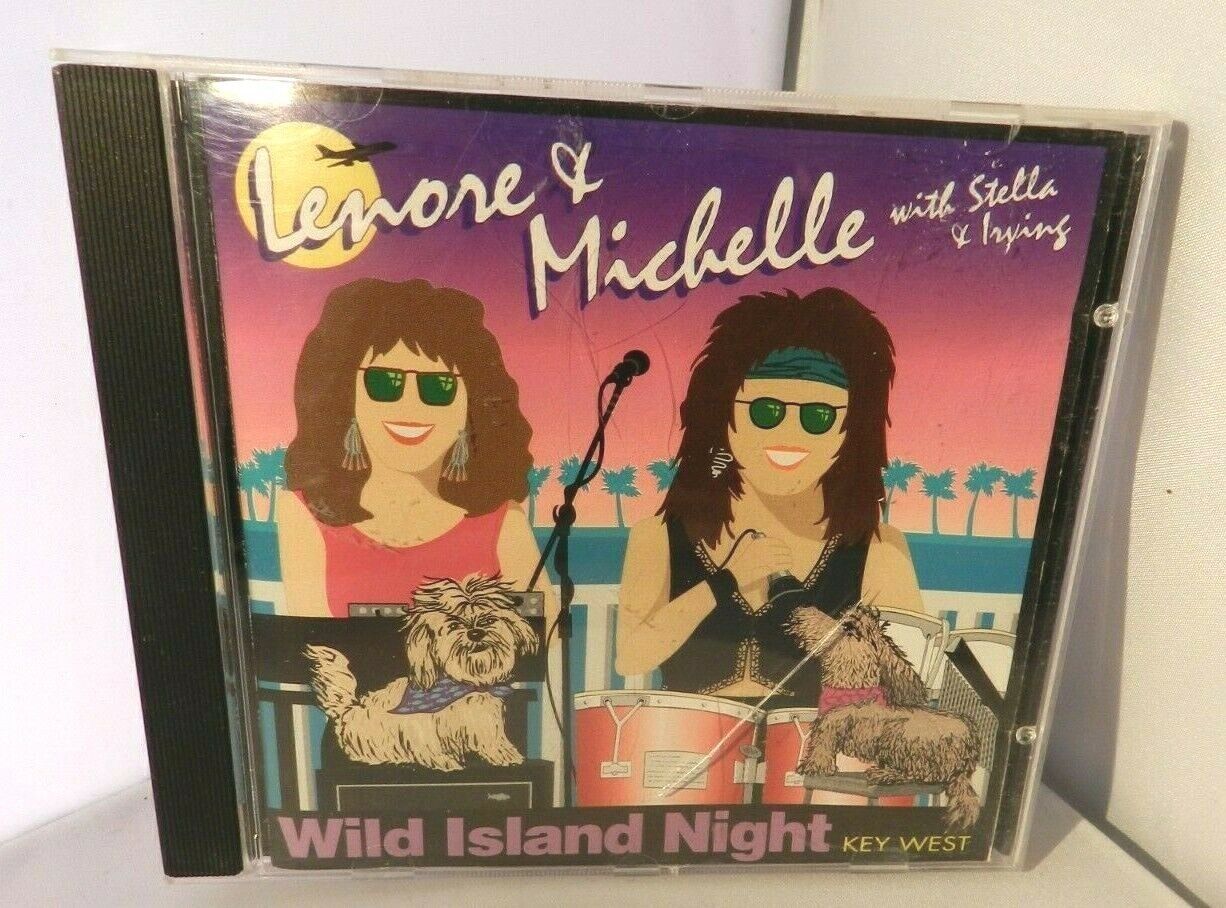 Lenore &
Michelle
with Stella
& Irving
Wild Island Night KEY WEST